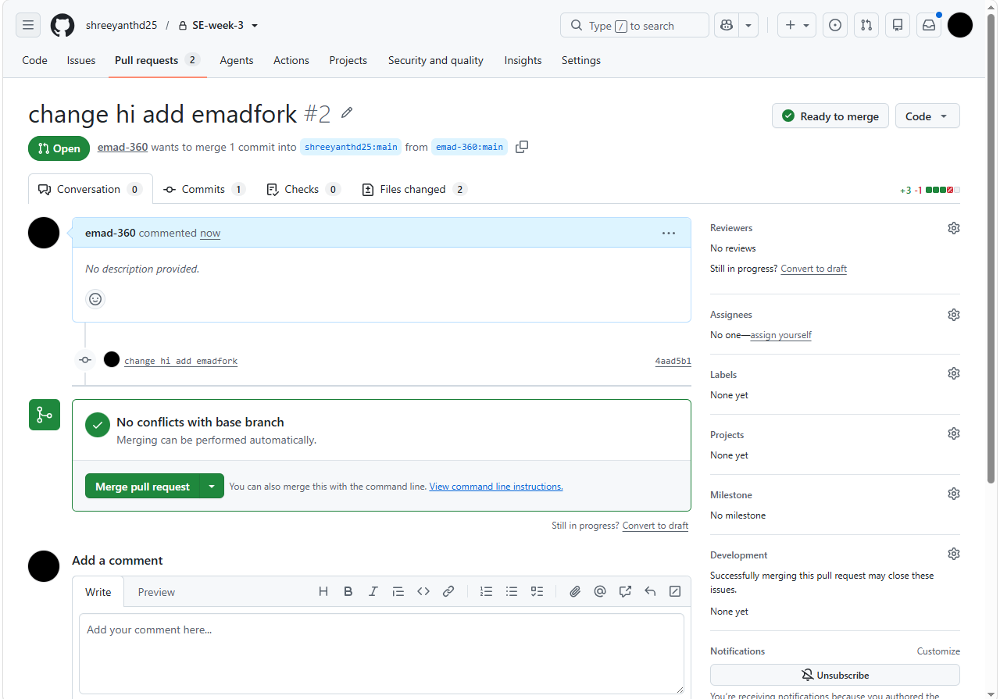 shreeyanthd25 / SE-week-3
Type / to search
Code Issues Pull requests 2 Agents Actions Projects Security and quality Insights Settings
change hi add emadfork #2
Ready to merge
Code
Open
emad-360 wants to merge 1 commit into shreeyanthd25:main from emad-360:main
Conversation 0 Commits 1 Checks 0 Files changed 2
+3 -1
emad-360 commented now
No description provided.
change hi add emadfork
4aad5b1
No conflicts with base branch
Merging can be performed automatically.
Merge pull request
You can also merge this with the command line. View command line instructions.
Still in progress? Convert to draft
Add a comment
Write Preview
Add your comment here...
Reviewers
No reviews
Still in progress? Convert to draft
Assignees
No one—assign yourself
Labels
None yet
Projects
None yet
Milestone
No milestone
Development
Successfully merging this pull request may close these
issues.
None yet
Notifications
Customize
Unsubscribe
You're receiving notifications because you authored the